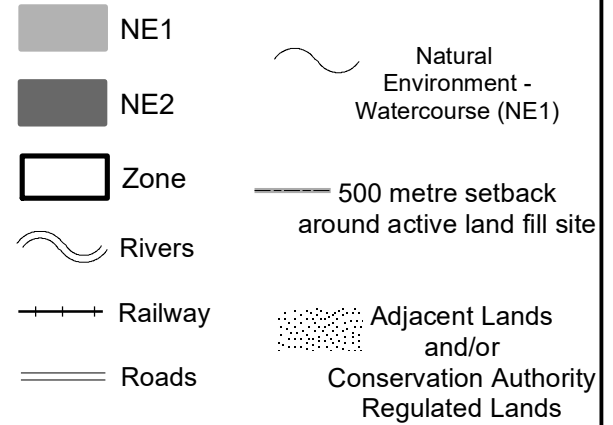 NE1
NE2
Zone
Rivers
Railway
Roads
Natural
Environment -
Watercourse (NE1)
500 metre setback
around active land fill site
Adjacent Lands
and/or
Conservation Authority
Regulated Lands